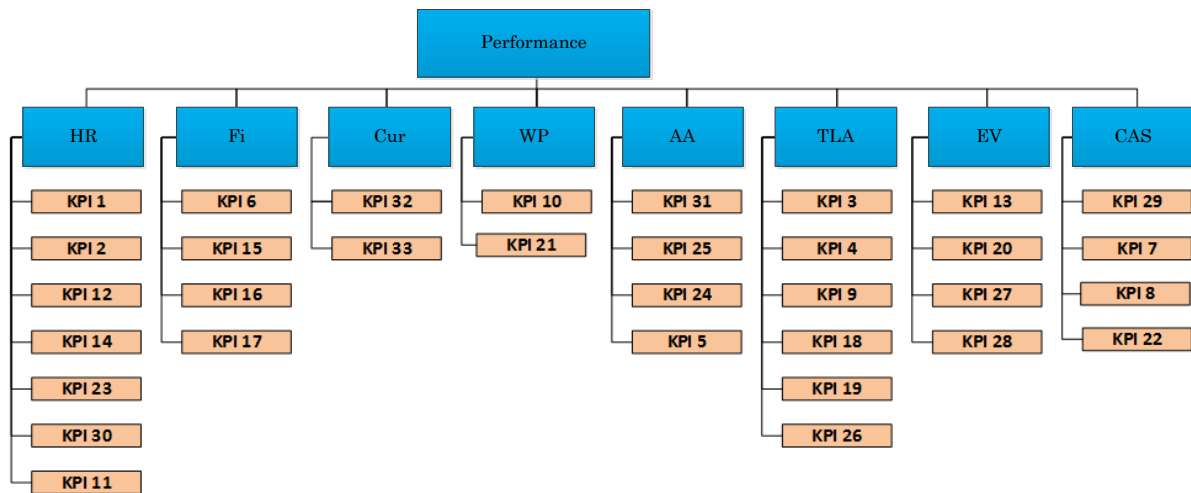 Performance
HR
Fi
Cur
WP
AA
TLA
EV
CAS
KPI 1
KPI 2
KPI 12
KPI 14
KPI 23
KPI 30
KPI 11
KPI 6
KPI 15
KPI 16
KPI 17
KPI 32
KPI 33
KPI 10
KPI 21
KPI 31
KPI 25
KPI 24
KPI 5
KPI 3
KPI 4
KPI 9
KPI 18
KPI 19
KPI 26
KPI 13
KPI 20
KPI 27
KPI 28
KPI 29
KPI 7
KPI 8
KPI 22